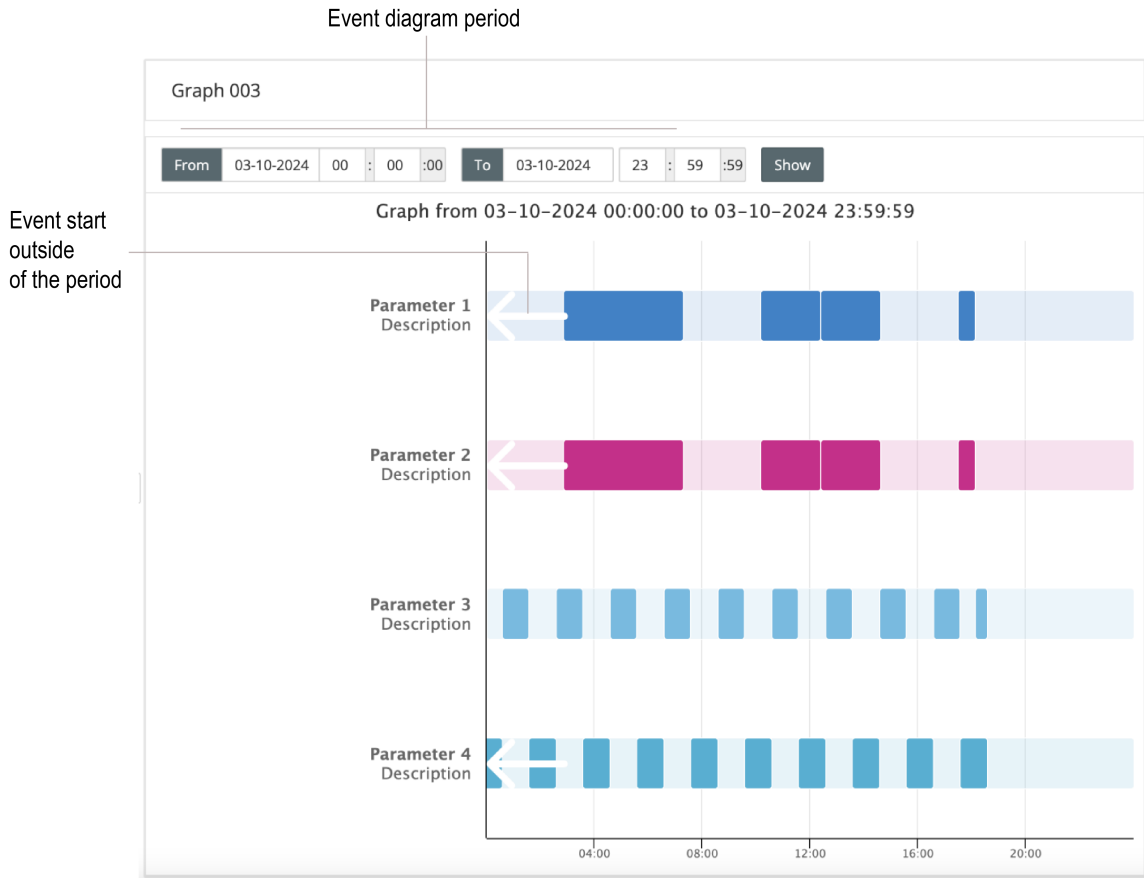 Event diagram period
Graph 003
From 03-10-2024 00 : 00 :00 To 03-10-2024 23 : 59 :59 Show
Graph from 03-10-2024 00:00:00 to 03-10-2024 23:59:59
Event start
outside
of the period
Parameter 1
Description
Parameter 2
Description
Parameter 3
Description
Parameter 4
Description
04:00 08:00 12:00 16:00 20:00